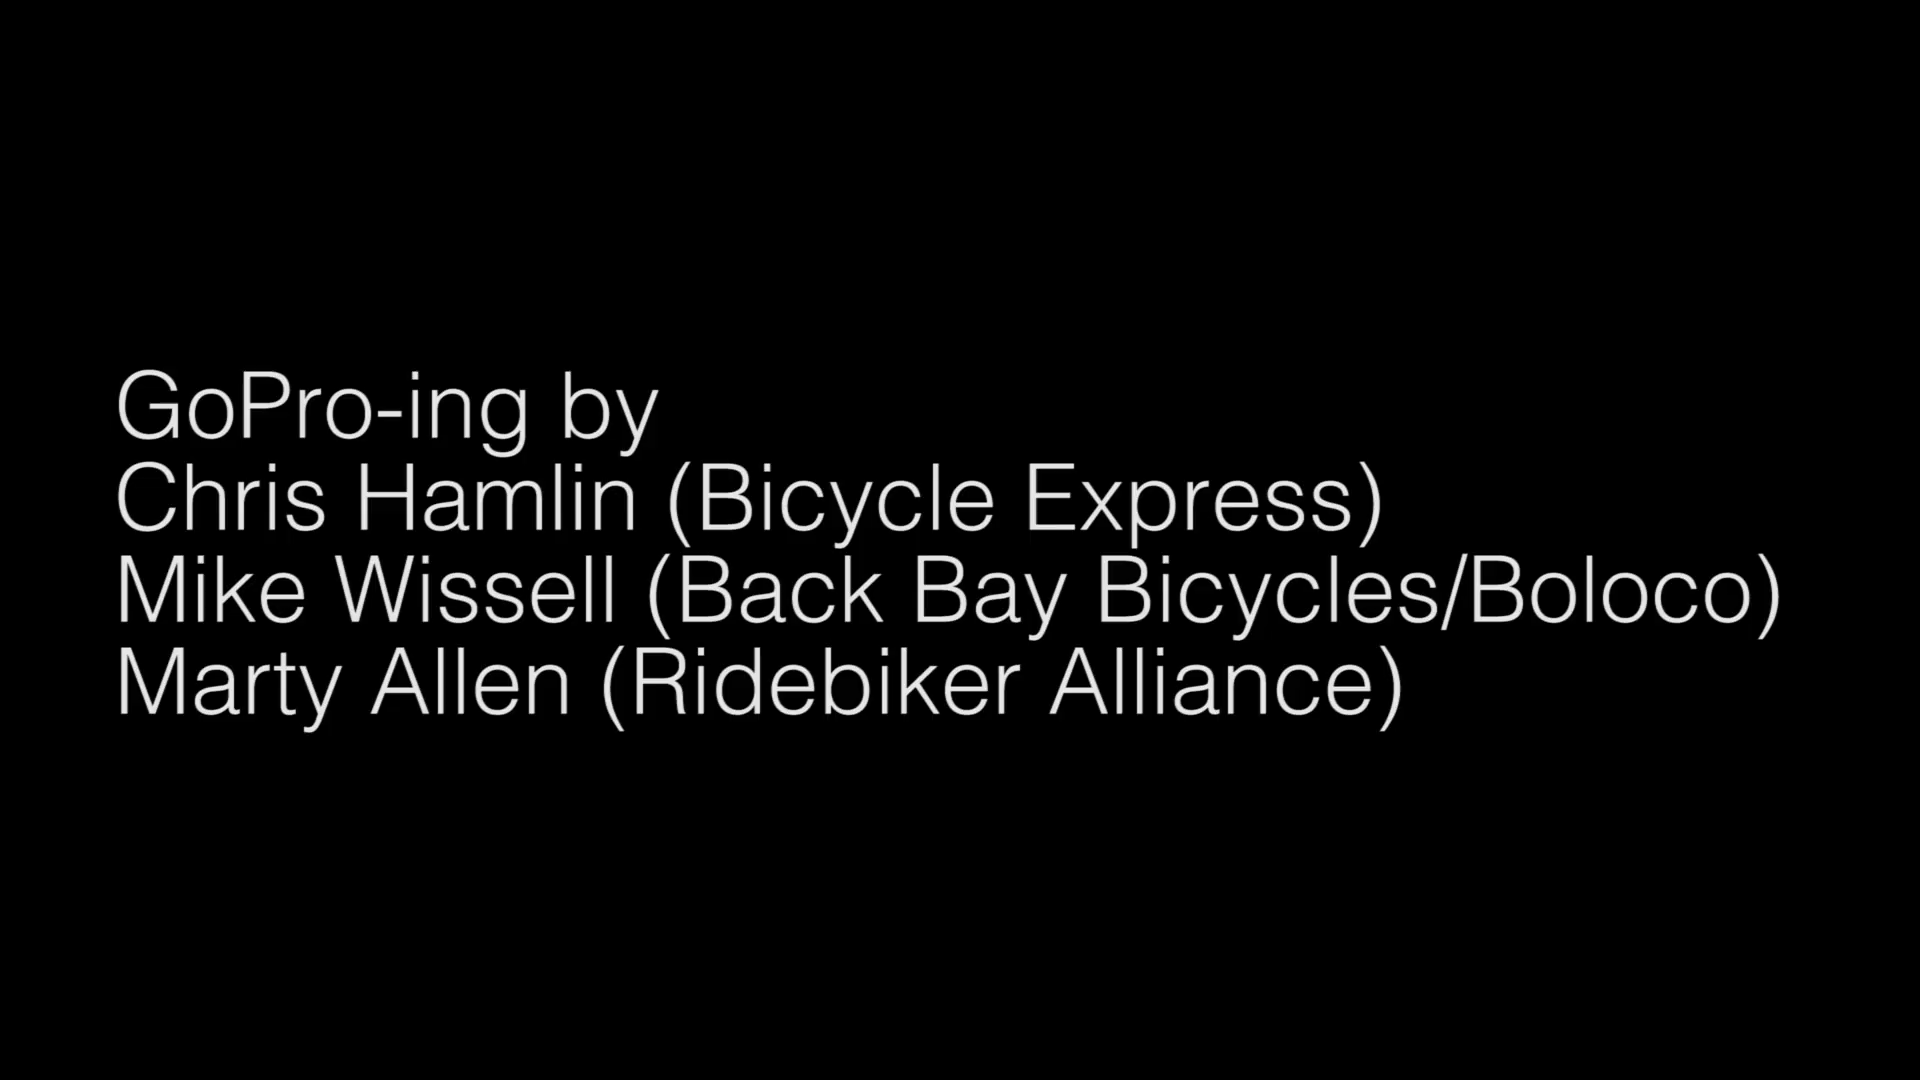 GoPro-ing by
Chris Hamlin (Bicycle Express)
Mike Wissell (Back Bay Bicycles/Boloco)
Marty Allen (Ridebiker Alliance)